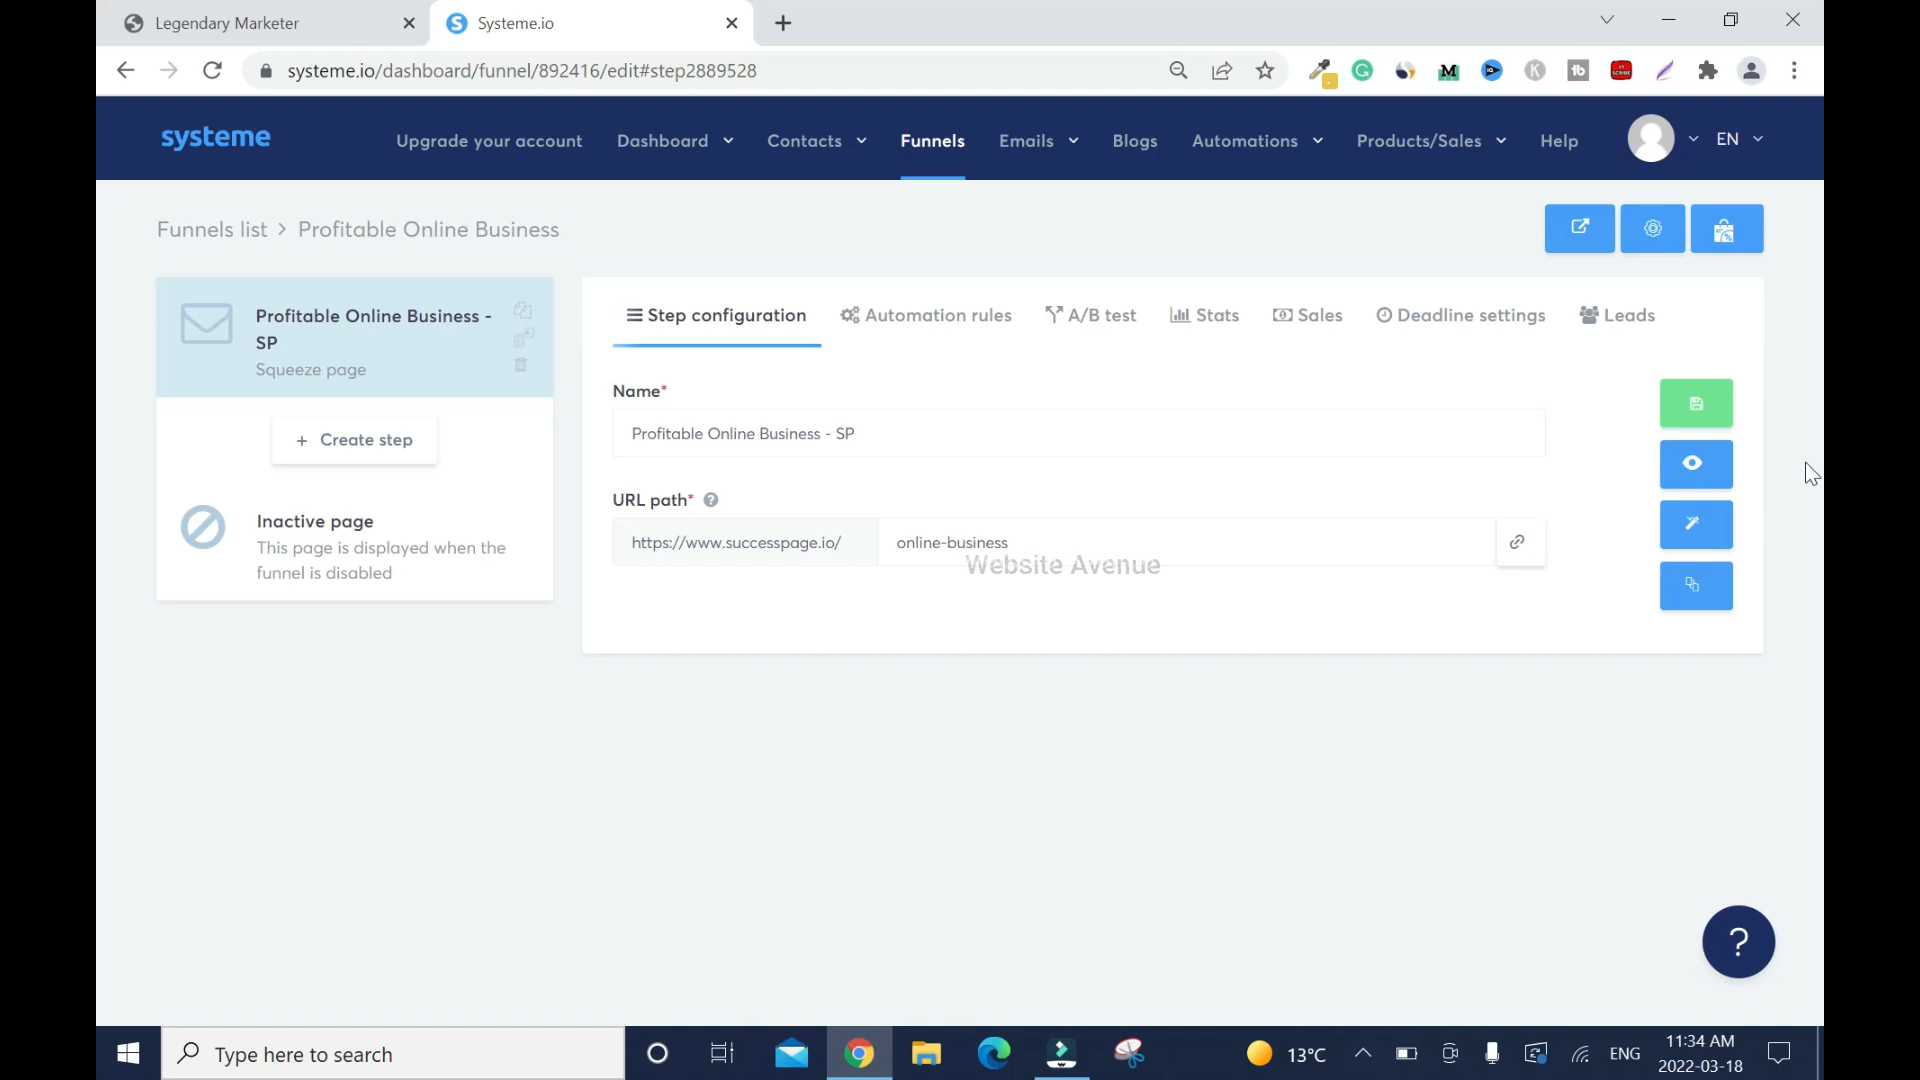 Legendary Marketer
Systeme.io
systeme.io/dashboard/funnel/892416/edit#step2889528
systeme
Upgrade your account
Dashboard
Contacts
Funnels
Emails
Blogs
Automations
Products/Sales
Help
EN
Funnels list > Profitable Online Business
Profitable Online Business -
SP
Squeeze page
+ Create step
Inactive page
This page is displayed when the
funnel is disabled
Step configuration
Automation rules
A/B test
Stats
Sales
Deadline settings
Leads
Name*
Profitable Online Business - SP
URL path*
https://www.successpage.io/
online-business
Website Avenue
?
Type here to search
13°C
ENG
11:34 AM
2022-03-18